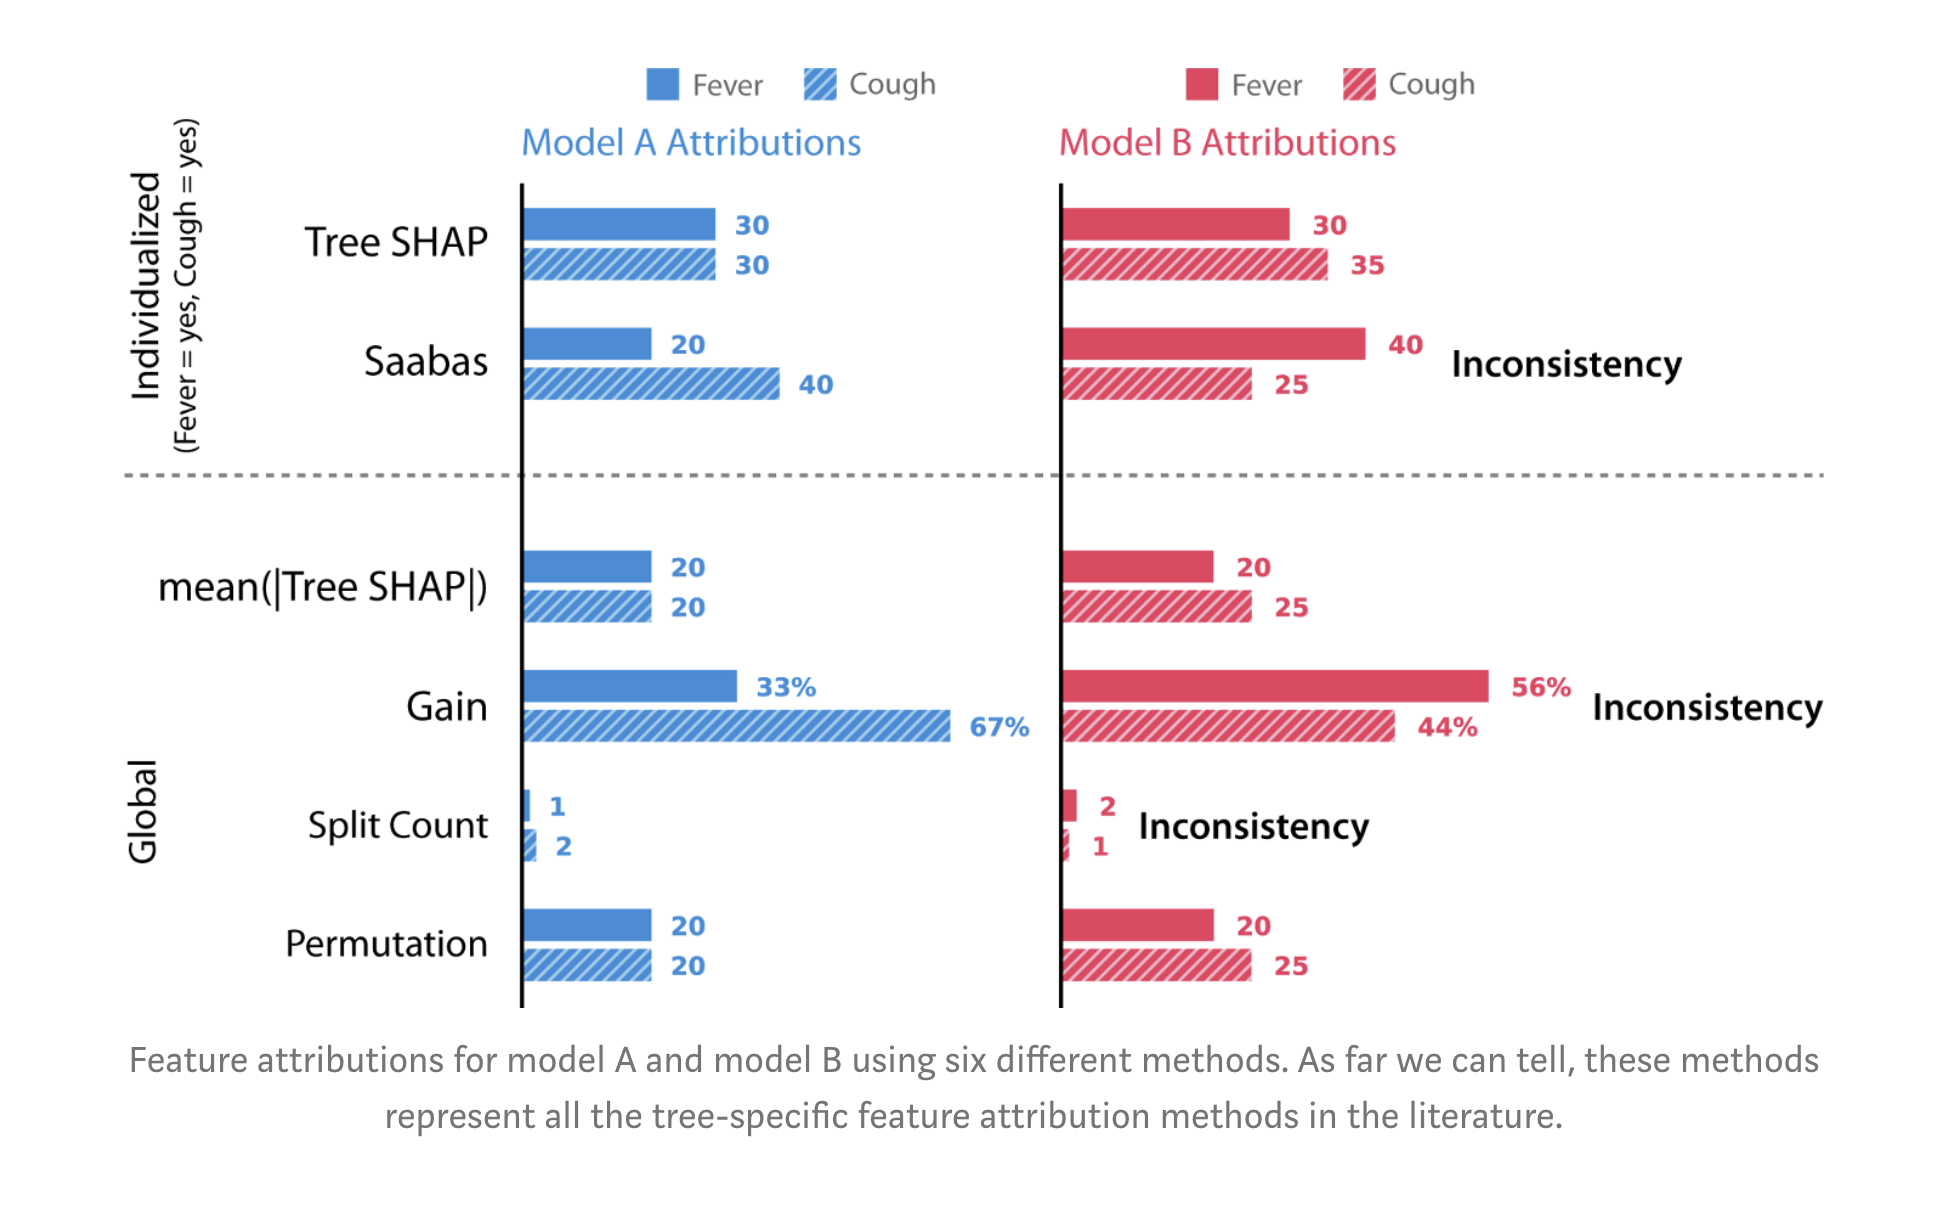 Fever Cough Fever Cough
Model A Attributions Model B Attributions
Individualized
(Fever = yes, Cough = yes)
Tree SHAP
30
30
30
35
Saabas
20
40
40
25
Inconsistency
Global
mean(|Tree SHAP|)
20
20
20
25
Gain
33%
67%
56%
44%
Inconsistency
Split Count
1
2
2
1
Inconsistency
Permutation
20
20
20
25
Feature attributions for model A and model B using six different methods. As far we can tell, these methods
represent all the tree-specific feature attribution methods in the literature.